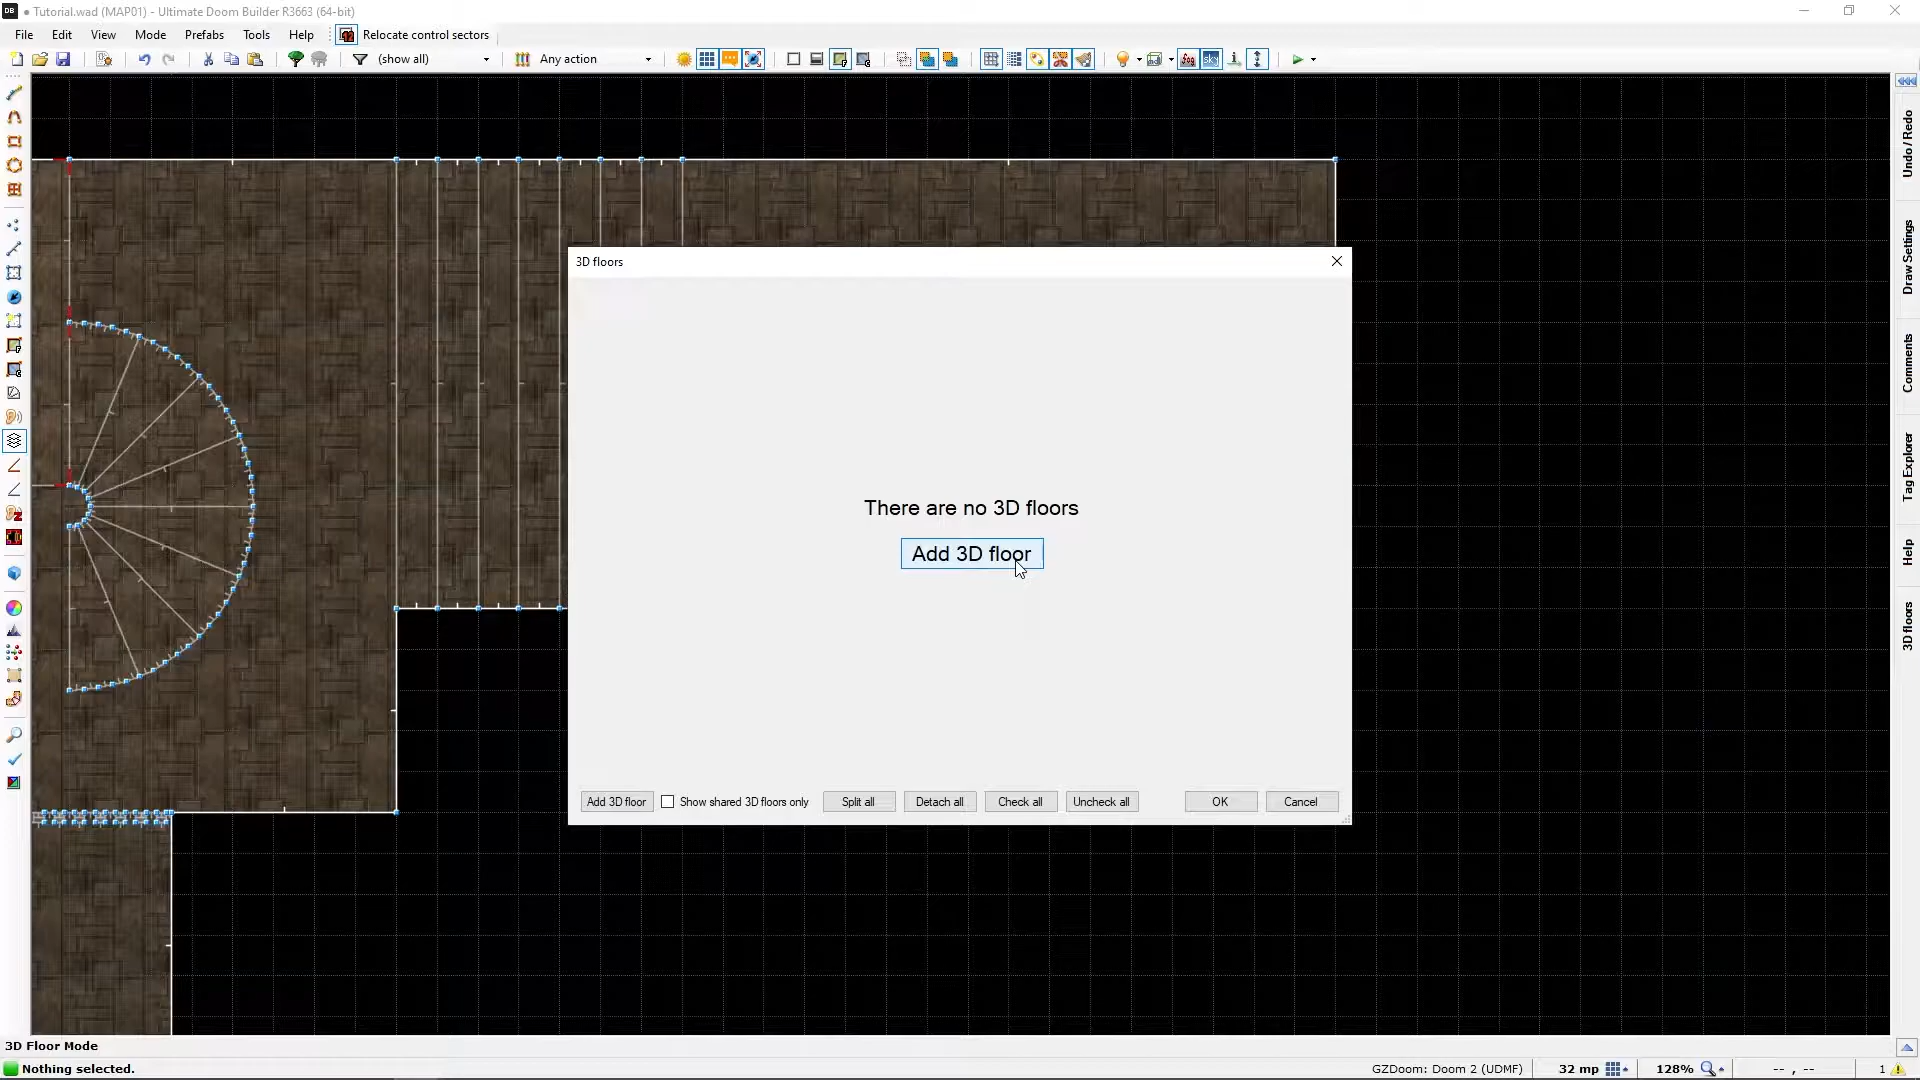 DB • Tutorial.wad (MAP01) - Ultimate Doom Builder R3663 (64-bit)
File Edit View Mode Prefabs Tools Help Relocate control sectors
(show all) Any action
Undo / Redo
Draw Settings
Comments
Tag Explorer
Help
3D floors
3D floors
There are no 3D floors
Add 3D floor
Add 3D floor Show shared 3D floors only Split all Detach all Check all Uncheck all OK Cancel
3D Floor Mode
Nothing selected. GZDoom: Doom 2 (UDMF) 32 mp 128% -- , -- 1